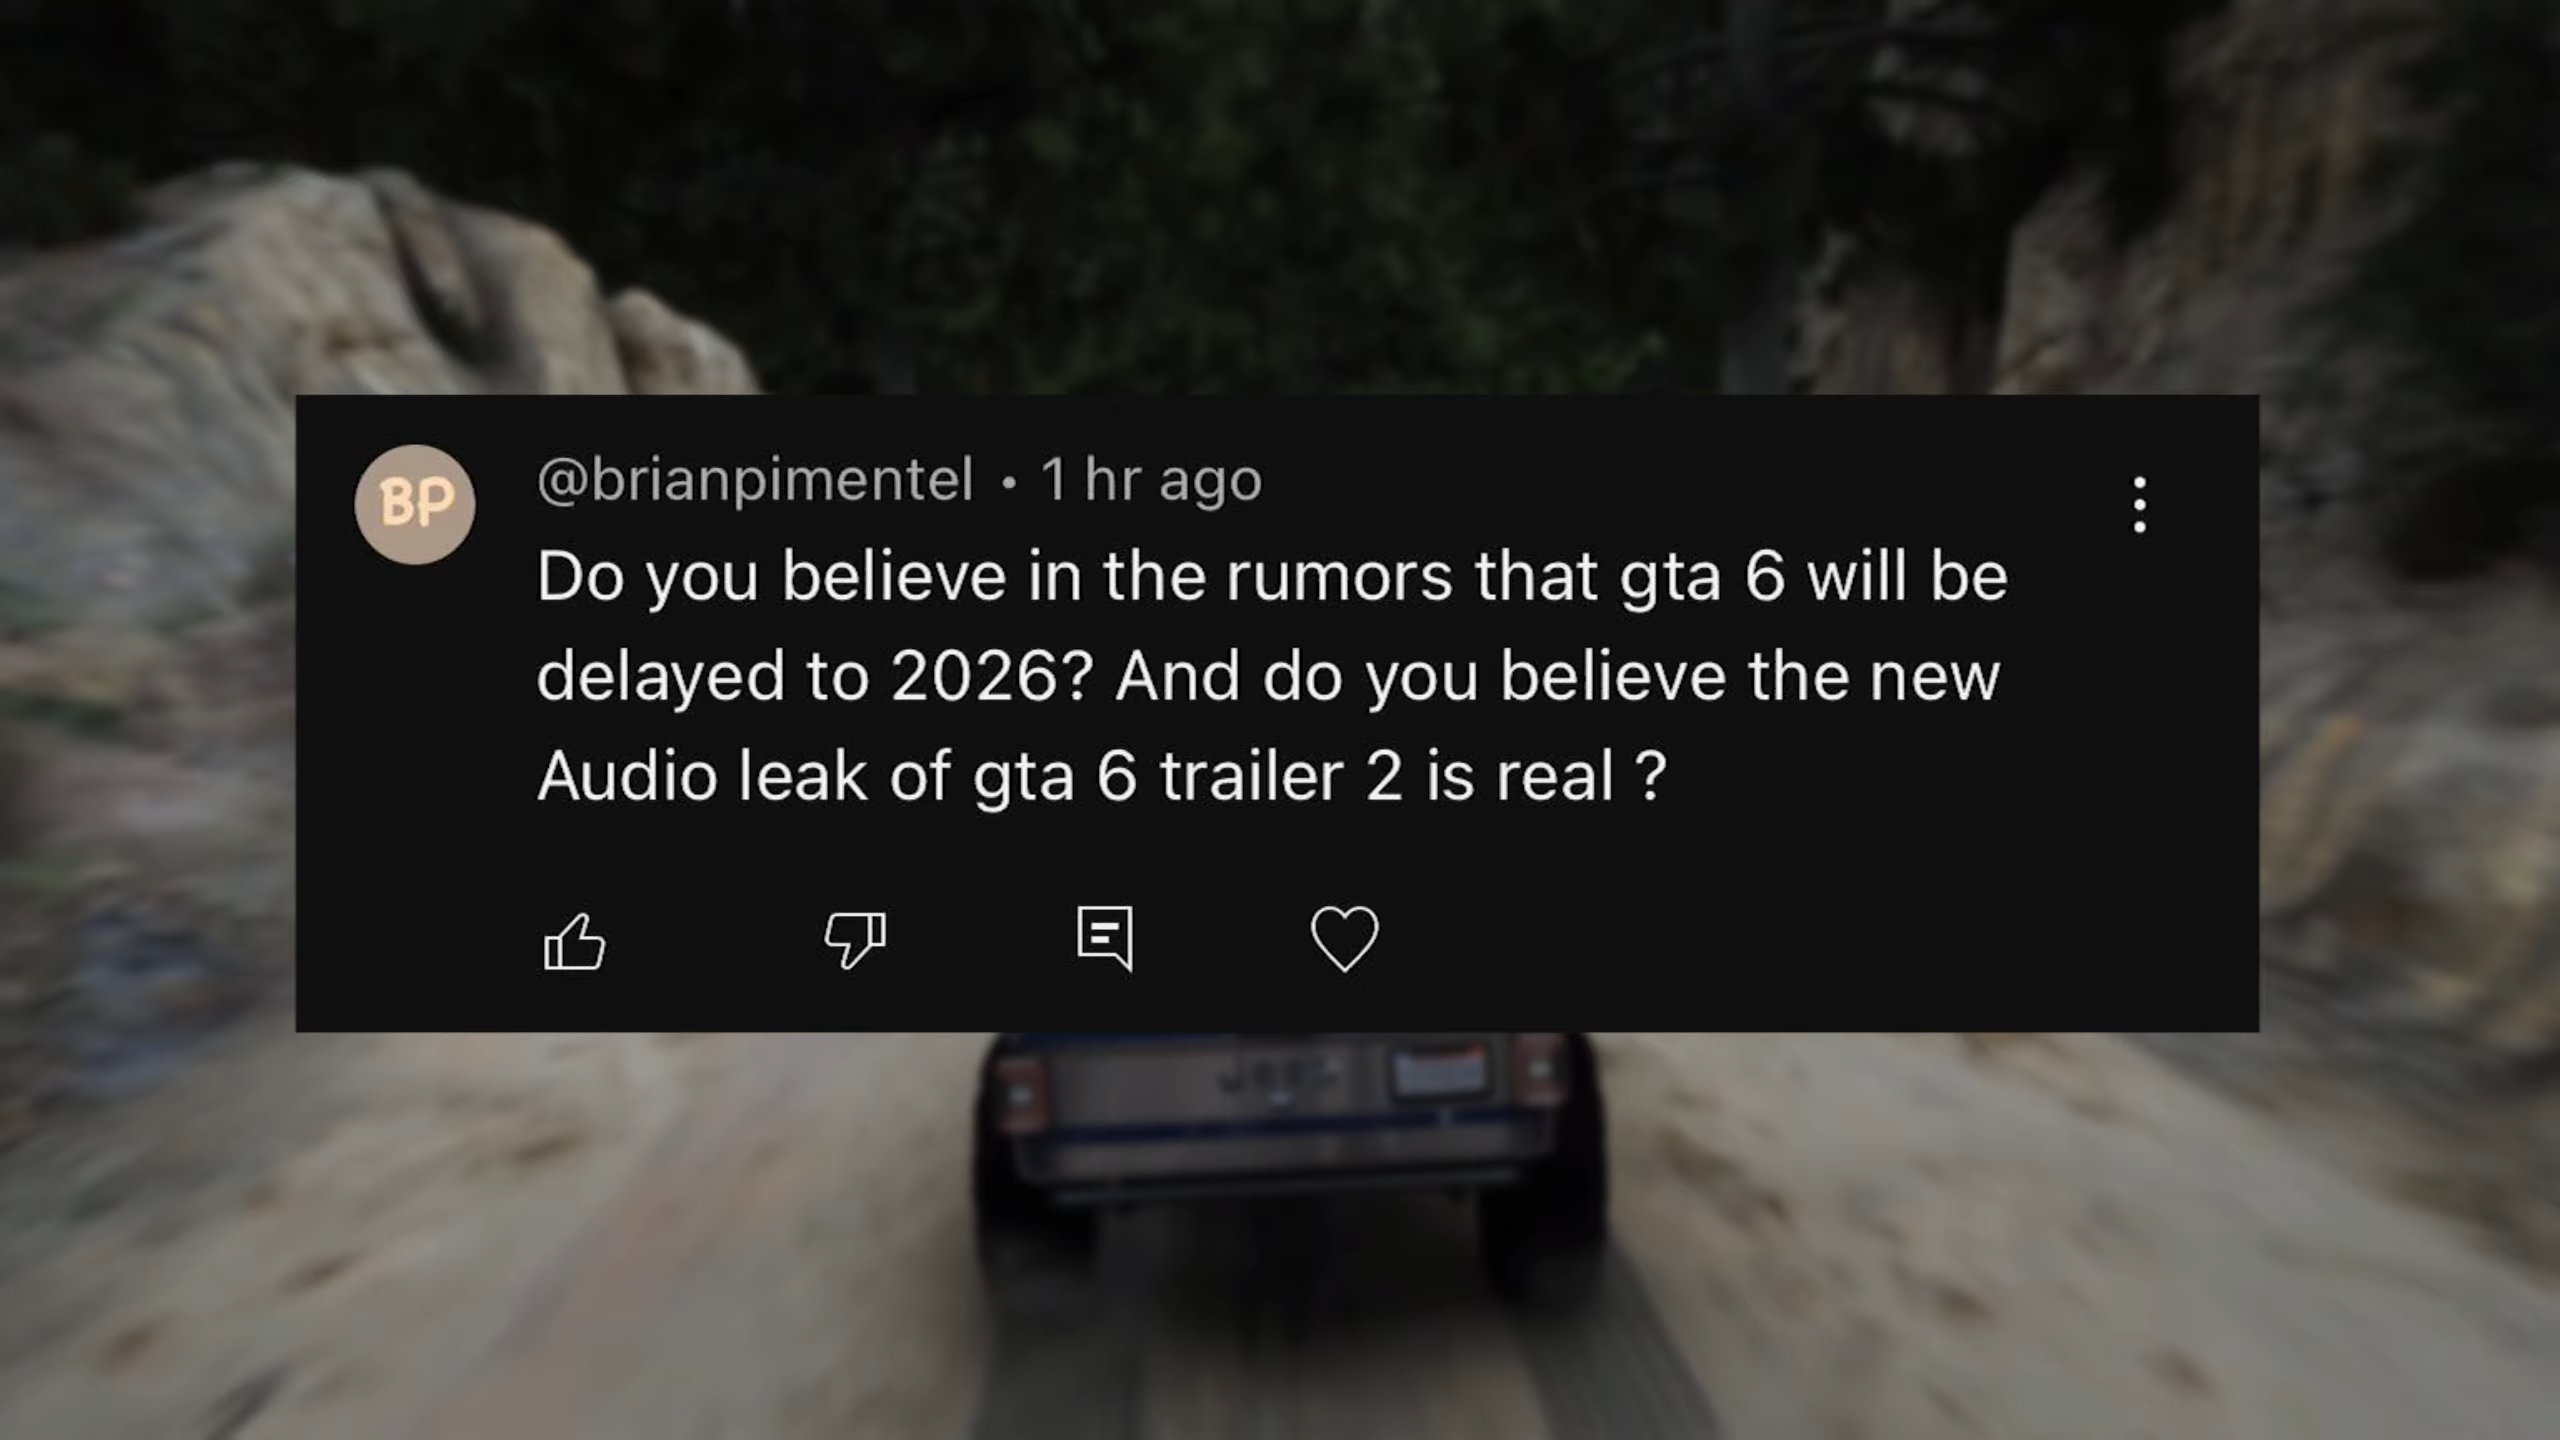 BP
@brianpimentel • 1 hr ago
Do you believe in the rumors that gta 6 will be
delayed to 2026? And do you believe the new
Audio leak of gta 6 trailer 2 is real ?